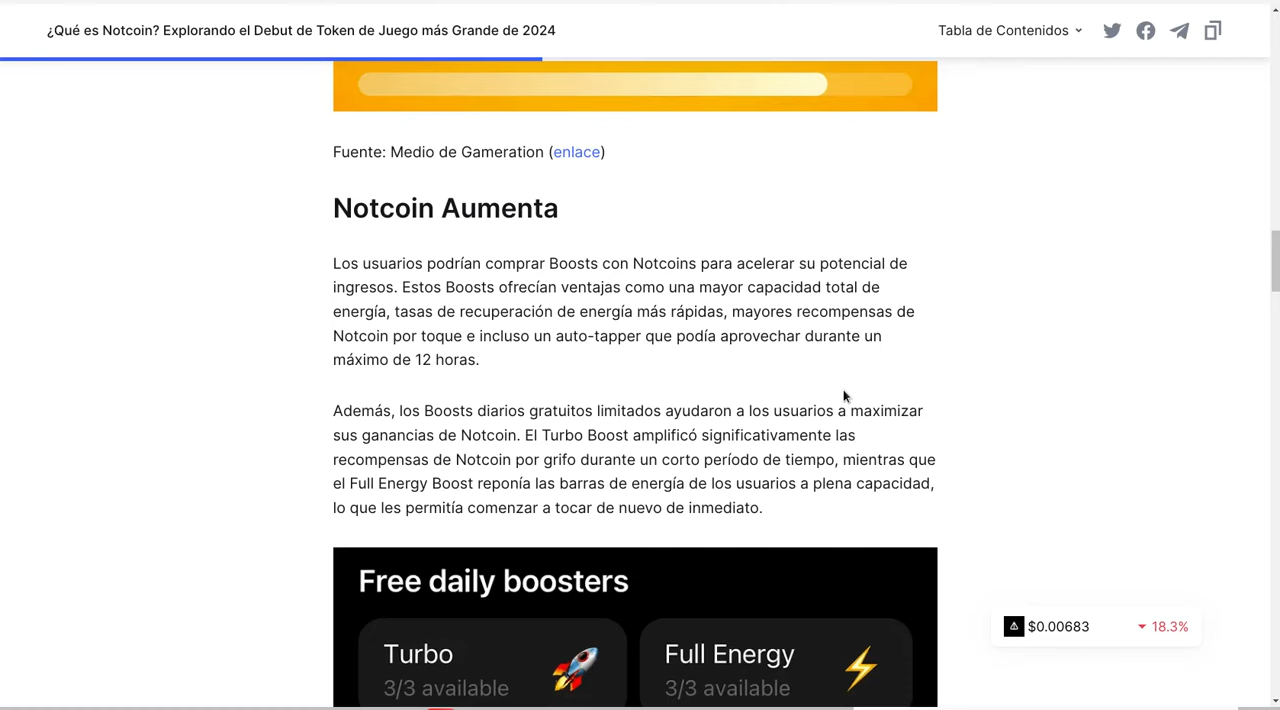 ¿Qué es Notcoin? Explorando el Debut de Token de Juego más Grande de 2024
Tabla de Contenidos
Fuente: Medio de Gameration (enlace)
Notcoin Aumenta
Los usuarios podrían comprar Boosts con Notcoins para acelerar su potencial de
ingresos. Estos Boosts ofrecían ventajas como una mayor capacidad total de
energía, tasas de recuperación de energía más rápidas, mayores recompensas de
Notcoin por toque e incluso un auto-tapper que podía aprovechar durante un
máximo de 12 horas.
Además, los Boosts diarios gratuitos limitados ayudaron a los usuarios a maximizar
sus ganancias de Notcoin. El Turbo Boost amplificó significativamente las
recompensas de Notcoin por grifo durante un corto período de tiempo, mientras que
el Full Energy Boost reponía las barras de energía de los usuarios a plena capacidad,
lo que les permitía comenzar a tocar de nuevo de inmediato.
Free daily boosters
Turbo
3/3 available
Full Energy
3/3 available
$0.00683
18.3%